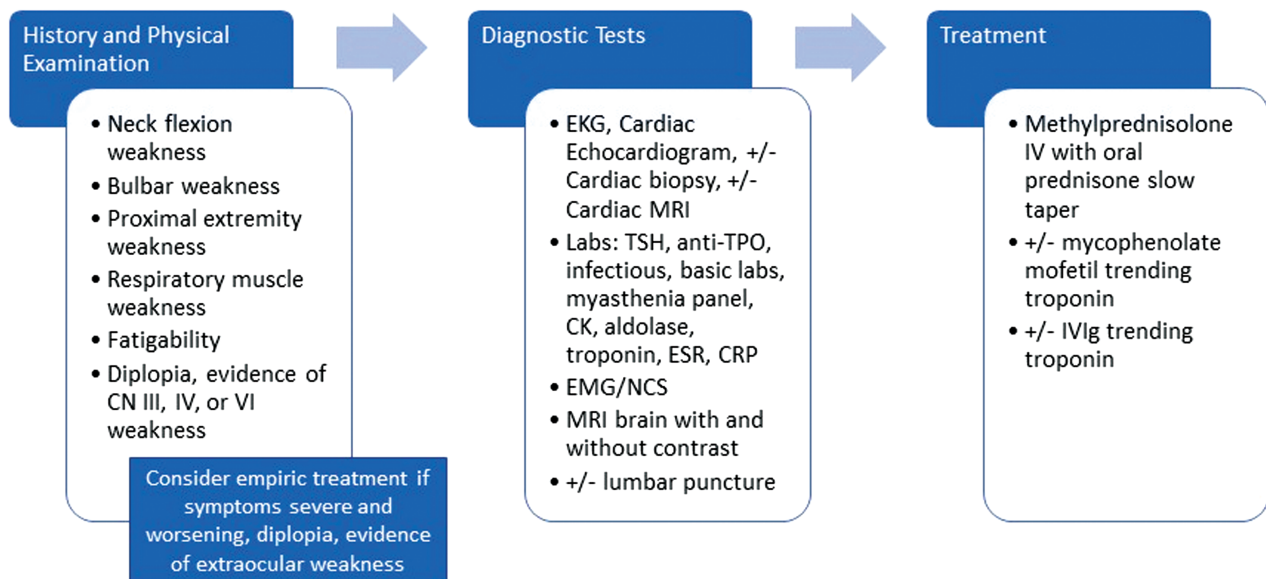 History and Physical
Examination
• Neck flexion
weakness
• Bulbar weakness
• Proximal extremity
weakness
• Respiratory muscle
weakness
• Fatigability
• Diplopia, evidence of
CN III, IV, or VI
weakness
Consider empiric treatment if
symptoms severe and
worsening, diplopia, evidence
of extraocular weakness
Diagnostic Tests
• EKG, Cardiac
Echocardiogram, +/-
Cardiac biopsy, +/-
Cardiac MRI
• Labs: TSH, anti-TPO,
infectious, basic labs,
myasthenia panel,
CK, aldolase,
troponin, ESR, CRP
• EMG/NCS
• MRI brain with and
without contrast
• +/- lumbar puncture
Treatment
• Methylprednisolone
IV with oral
prednisone slow
taper
• +/- mycophenolate
mofetil trending
troponin
• +/- IVIg trending
troponin